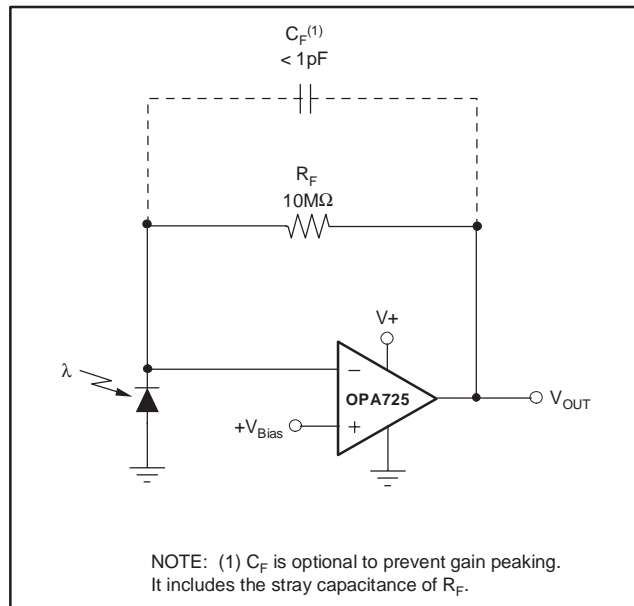 C_F^(1)
< 1pF
R_F
10MΩ
V+
λ
−
OPA725
V_OUT
+V_Bias
+
NOTE: (1) C_F is optional to prevent gain peaking.
It includes the stray capacitance of R_F.